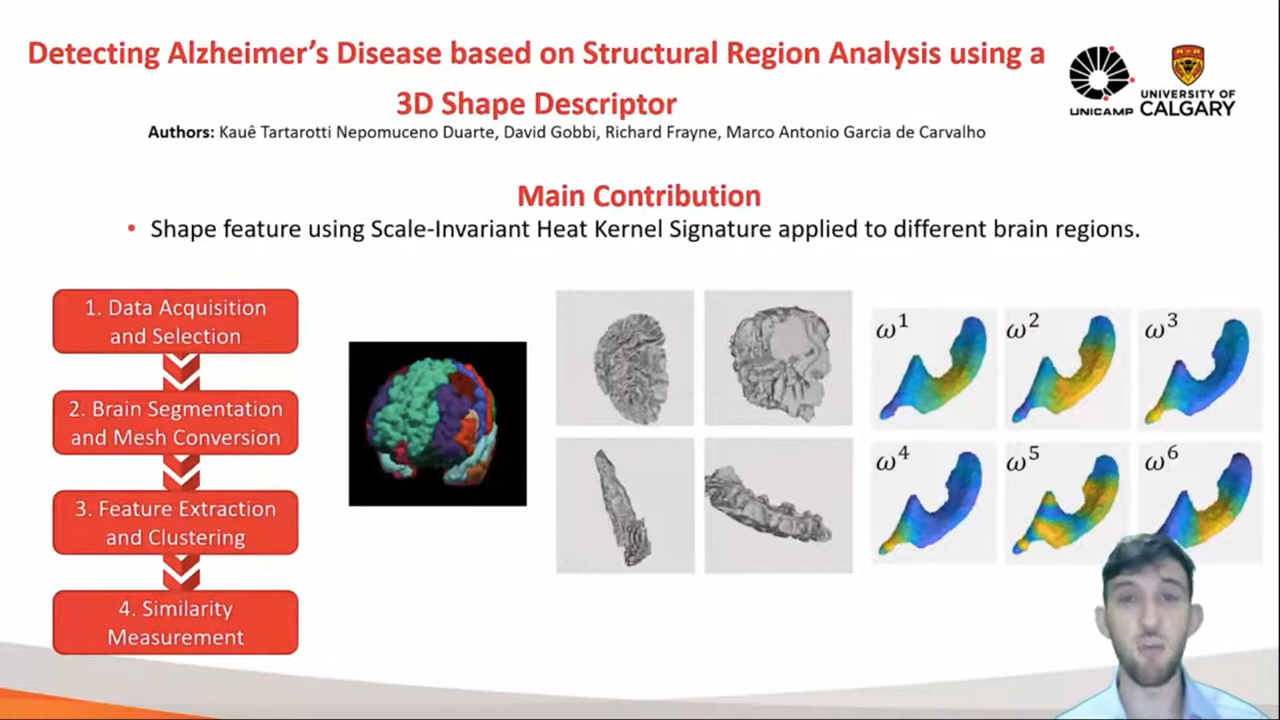 Detecting Alzheimer's Disease based on Structural Region Analysis using a
3D Shape Descriptor
Authors: Kauê Tartarotti Nepomuceno Duarte, David Gobbi, Richard Frayne, Marco Antonio Garcia de Carvalho
UNICAMP
UNIVERSITY OF
CALGARY
Main Contribution
• Shape feature using Scale-Invariant Heat Kernel Signature applied to different brain regions.
1. Data Acquisition
and Selection
2. Brain Segmentation
and Mesh Conversion
3. Feature Extraction
and Clustering
4. Similarity
Measurement
ω¹
ω²
ω³
ω⁴
ω⁵
ω⁶